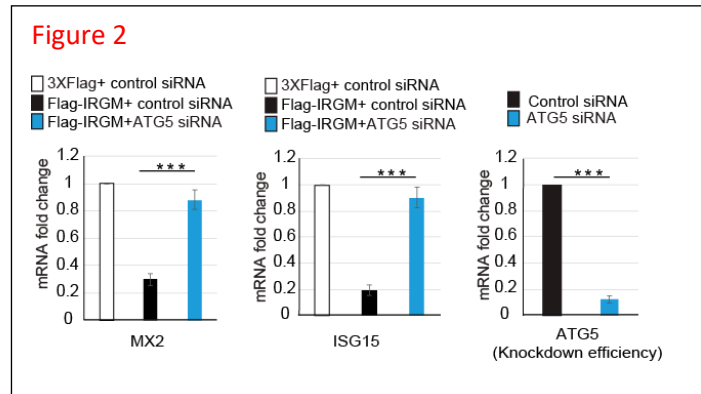 Figure 2
3XFlag+ control siRNA
Flag-IRGM+ control siRNA
Flag-IRGM+ATG5 siRNA
1.2
1
0.8
0.6
0.4
0.2
0
mRNA fold change
***
MX2
3XFlag+ control siRNA
Flag-IRGM+ control siRNA
Flag-IRGM+ATG5 siRNA
1.2
1
0.8
0.6
0.4
0.2
0
mRNA fold change
***
ISG15
Control siRNA
ATG5 siRNA
1.2
1
0.8
0.6
0.4
0.2
0
mRNA fold change
***
ATG5
(Knockdown efficiency)